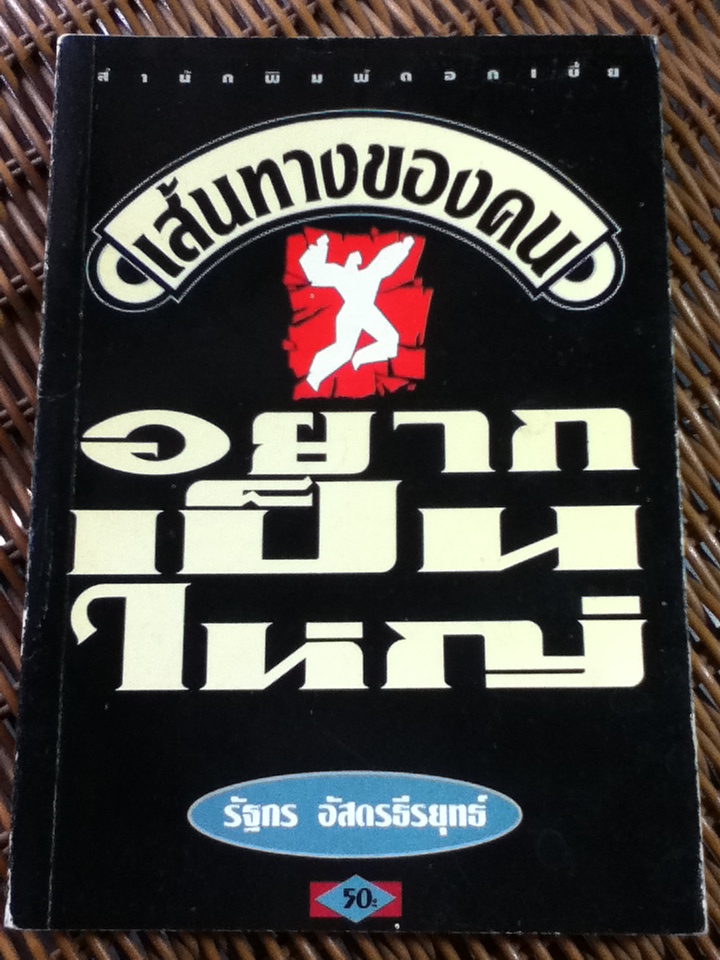 สำนักพิมพ์ดอกเบี้ย
เส้นทางของคน
อยาก
เป็น
ใหญ่
รัฐกร อัสดรธีรยุทธ์
50.-